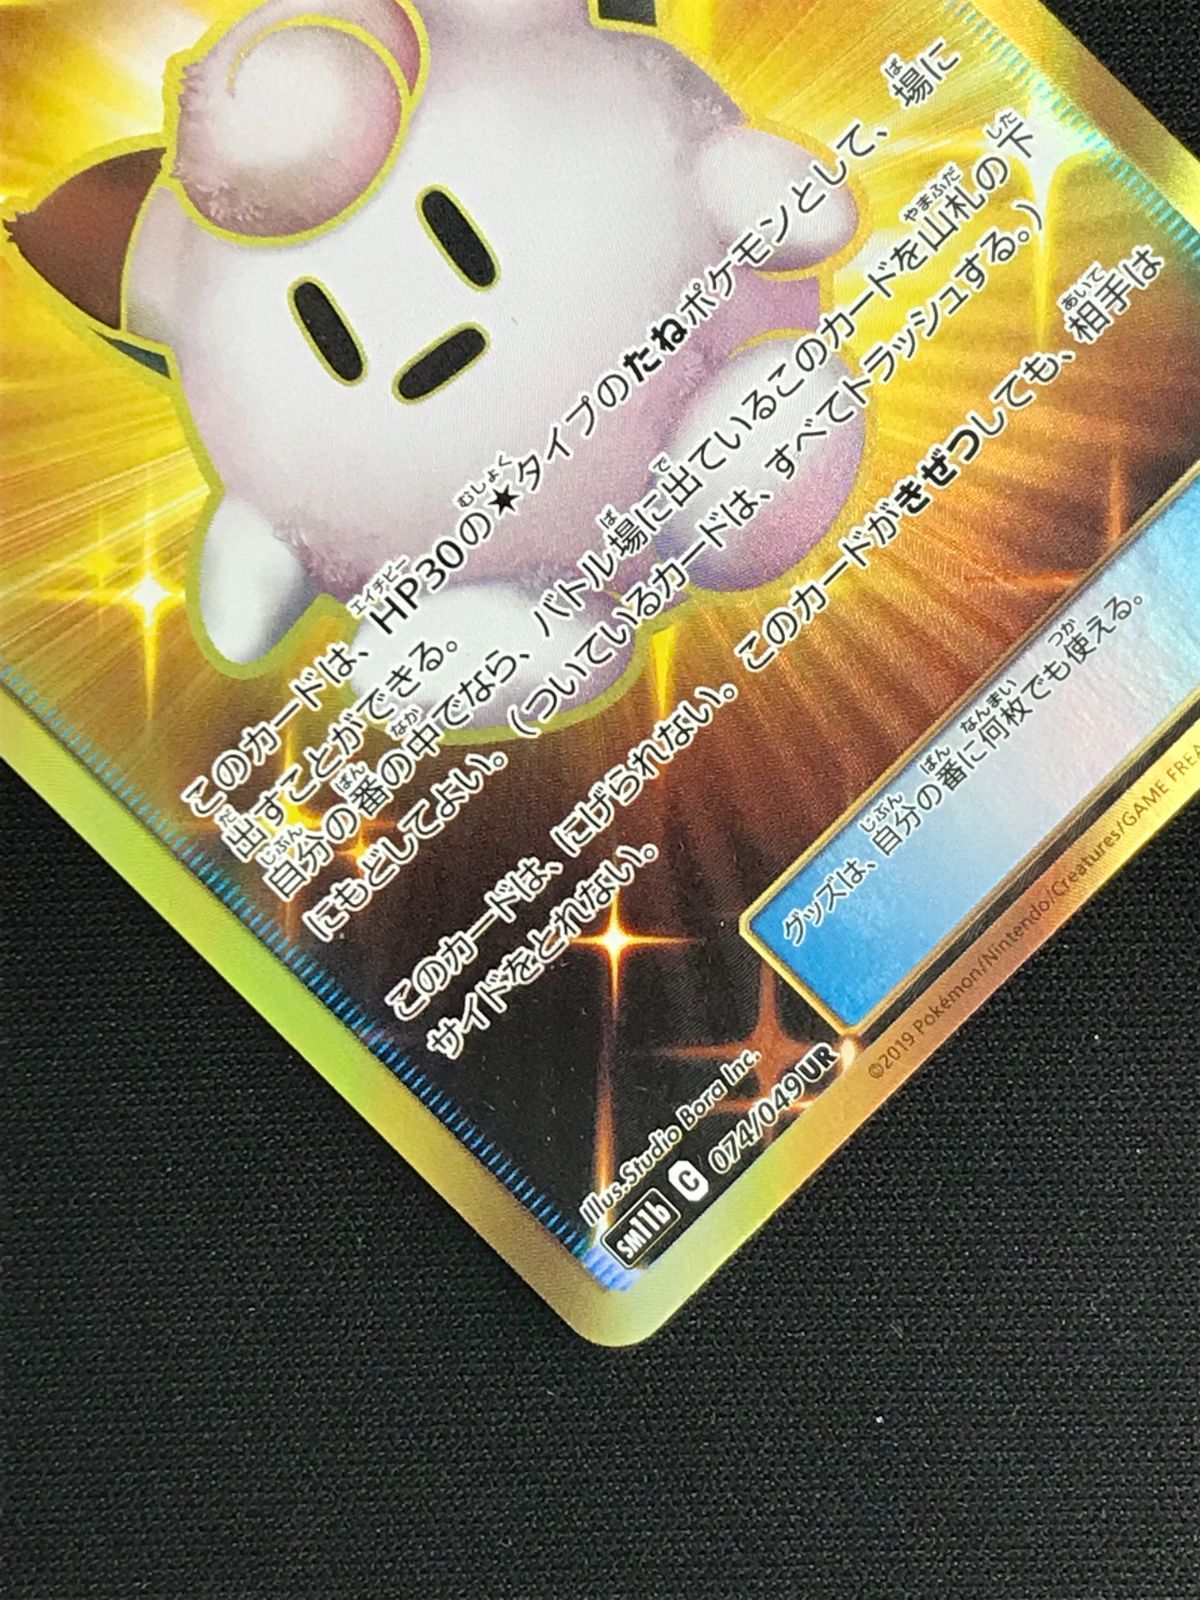 このカードは、HP30の★タイプのたねポケモンとして、場に
出すことができる。
自分の番の中でなら、バトル場に出ているこのカードを山札の下
にもどしてよい。(ついているカードは、すべてトラッシュする。)
このカードは、にげられない。このカードがきぜつしても、相手は
サイドをとれない。
グッズは、自分の番に何枚でも使える。
Illus.Studio Bora Inc.
sm11b C 074/049 UR
©2019 Pokémon/Nintendo/Creatures/GAME FREA